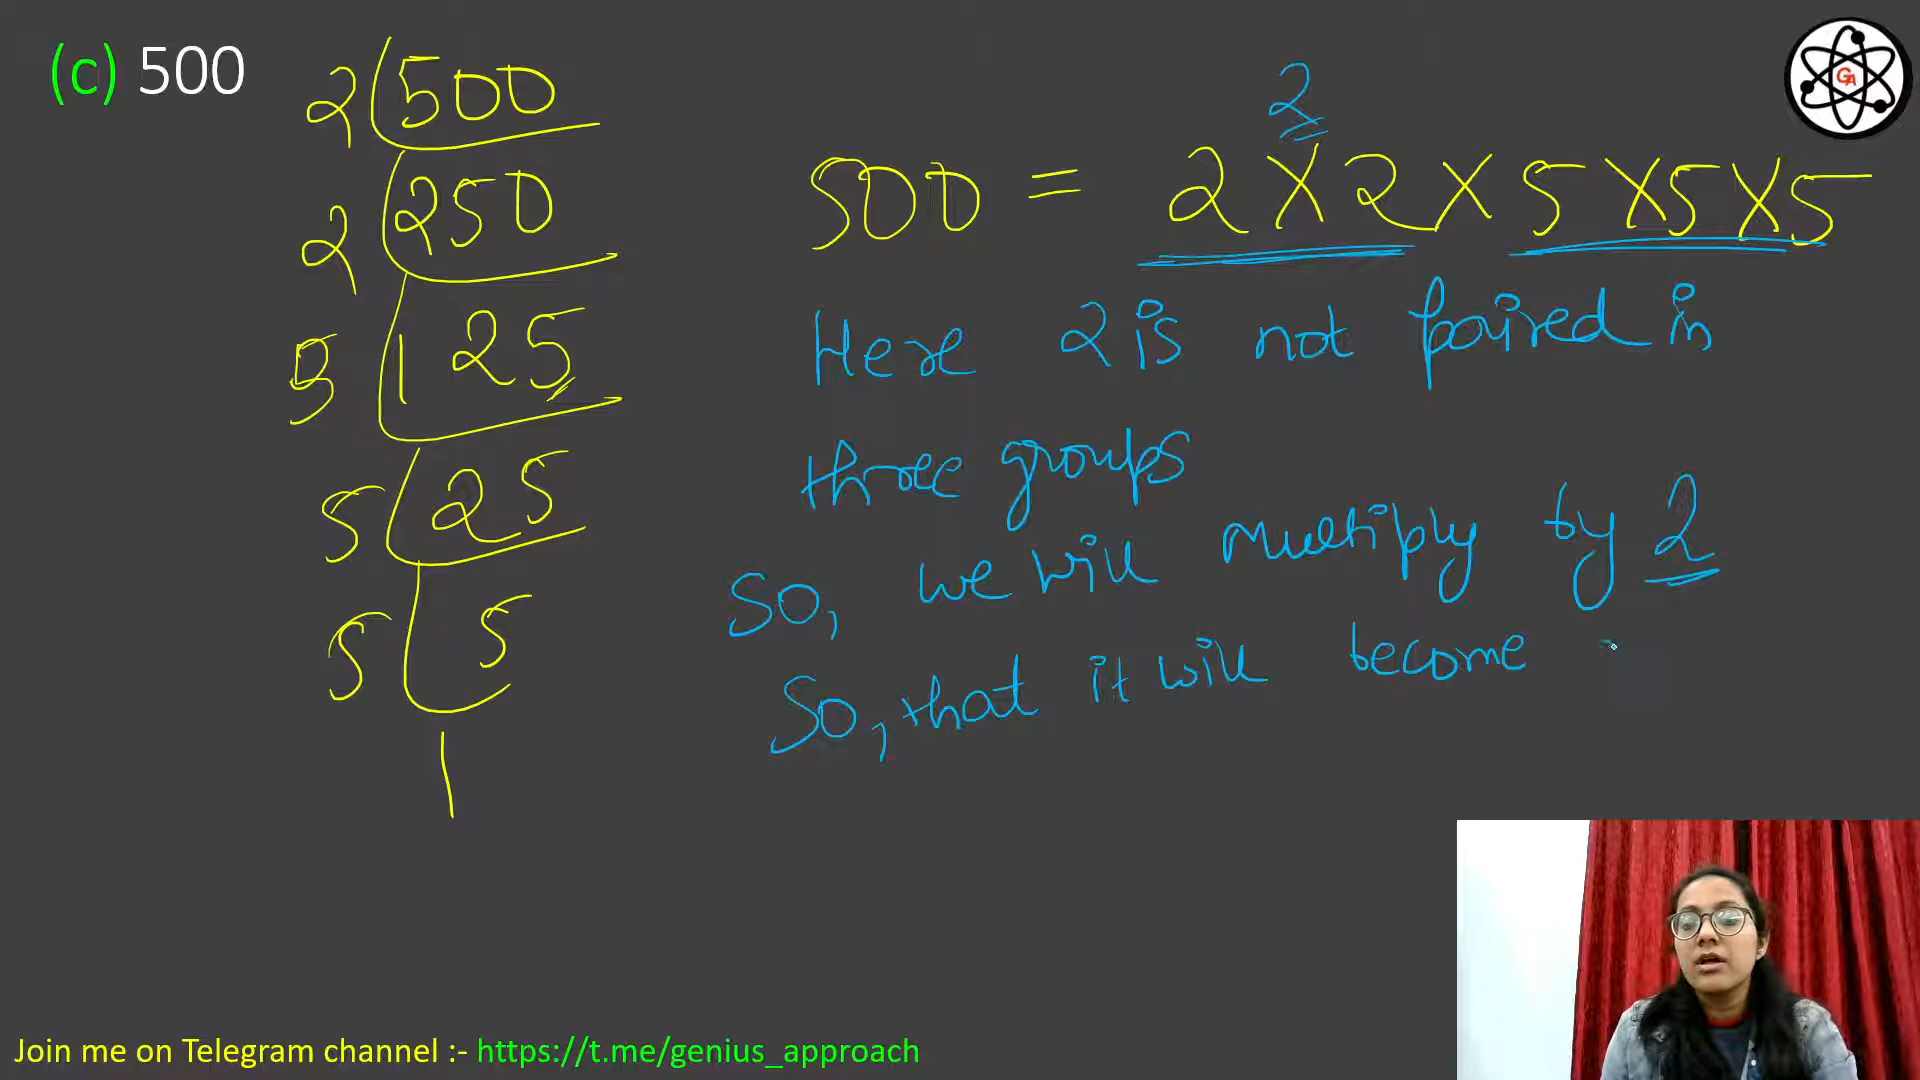 (c) 500
2 500
2 250
5 125
5 25
5 5
1
2
500 = 2 × 2 × 5 × 5 × 5
Here 2 is not paired in
three groups
So, we will multiply by 2
So, that it will become
GA
Join me on Telegram channel :- https://t.me/genius_approach